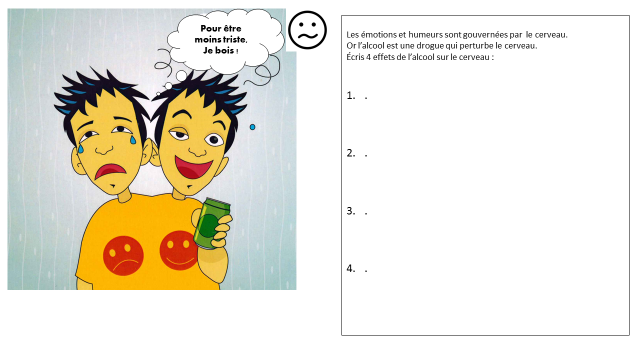 Pour être
moins triste,
Je bois !
Les émotions et humeurs sont gouvernées par  le cerveau.
Or l'alcool est une drogue qui perturbe le cerveau.
Écris 4 effets de l'alcool sur le cerveau :
1. .
2. .
3. .
4. .